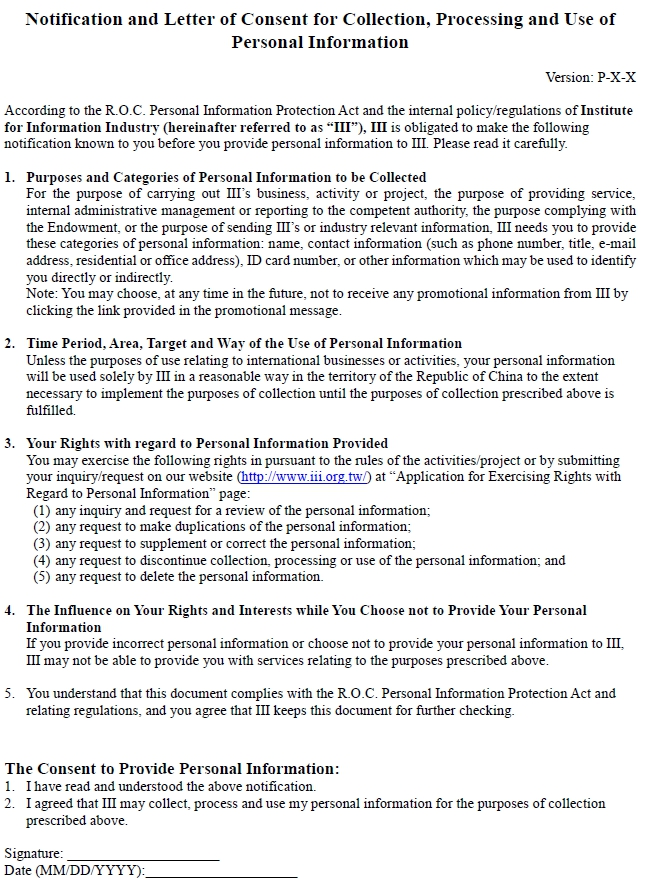 Notification and Letter of Consent for Collection, Processing and Use of
Personal Information
Version: P-X-X
According to the R.O.C. Personal Information Protection Act and the internal policy/regulations of Institute
for Information Industry (hereinafter referred to as “III”), III is obligated to make the following
notification known to you before you provide personal information to III. Please read it carefully.
1. Purposes and Categories of Personal Information to be Collected
For the purpose of carrying out III’s business, activity or project, the purpose of providing service,
internal administrative management or reporting to the competent authority, the purpose complying with
the Endowment, or the purpose of sending III’s or industry relevant information, III needs you to provide
these categories of personal information: name, contact information (such as phone number, title, e-mail
address, residential or office address), ID card number, or other information which may be used to identify
you directly or indirectly.
Note: You may choose, at any time in the future, not to receive any promotional information from III by
clicking the link provided in the promotional message.
2. Time Period, Area, Target and Way of the Use of Personal Information
Unless the purposes of use relating to international businesses or activities, your personal information
will be used solely by III in a reasonable way in the territory of the Republic of China to the extent
necessary to implement the purposes of collection until the purposes of collection prescribed above is
fulfilled.
3. Your Rights with regard to Personal Information Provided
You may exercise the following rights in pursuant to the rules of the activities/project or by submitting
your inquiry/request on our website (http://www.iii.org.tw/) at “Application for Exercising Rights with
Regard to Personal Information” page:
(1) any inquiry and request for a review of the personal information;
(2) any request to make duplications of the personal information;
(3) any request to supplement or correct the personal information;
(4) any request to discontinue collection, processing or use of the personal information; and
(5) any request to delete the personal information.
4. The Influence on Your Rights and Interests while You Choose not to Provide Your Personal
Information
If you provide incorrect personal information or choose not to provide your personal information to III,
III may not be able to provide you with services relating to the purposes prescribed above.
5. You understand that this document complies with the R.O.C. Personal Information Protection Act and
relating regulations, and you agree that III keeps this document for further checking.
The Consent to Provide Personal Information:
1. I have read and understood the above notification.
2. I agreed that III may collect, process and use my personal information for the purposes of collection
prescribed above.
Signature: ______________________
Date (MM/DD/YYYY):______________________